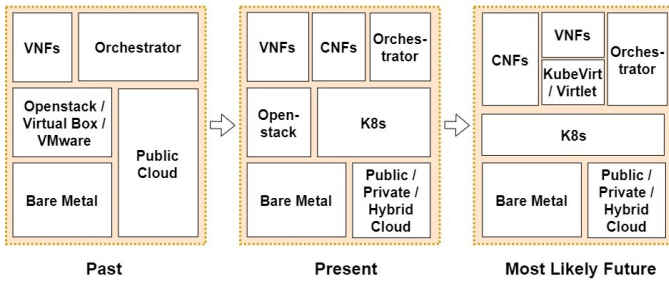 VNFs
Orchestrator
Openstack /
Virtual Box /
VMware
Public
Cloud
Bare Metal
Past
VNFs
CNFs
Orches-
trator
Open-
stack
K8s
Bare Metal
Public /
Private /
Hybrid
Cloud
Present
CNFs
VNFs
KubeVirt
/ Virtlet
Orches-
trator
K8s
Bare Metal
Public /
Private /
Hybrid
Cloud
Most Likely Future